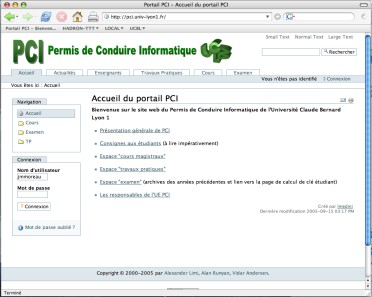 Portail PCI - Accueil du portail PCI
http://pci.univ-lyon1.fr/
Portail PCI - Bienven... HADRON-TTT LOCAL UCBL
Small Text Normal Text Large Text
PCI Permis de Conduire Informatique
Rechercher
Accueil Actualités Enseignants Travaux Pratiques Cours Examen
Vous n'êtes pas identifié Connexion
Vous êtes ici : Accueil
Navigation
Accueil
Cours
Examen
TP
Connexion
Nom d'utilisateur
jmmoreau
Mot de passe
Connexion
Mot de passe oublié ?
Accueil du portail PCI
Bienvenue sur le site web du Permis de Conduire Informatique de l'Université Claude Bernard
Lyon 1
Présentation générale de PCI
Consignes aux étudiants (à lire impérativement)
Espace "cours magistraux"
Espace "travaux pratiques"
Espace "examen" (archives des années précédentes et lien vers la page de calcul de clé étudiant)
Les responsables de l'UE PCI
Créé par
Dernière modification 2005-09-15 03:17 PM
Copyright © 2000-2005 par Alexander Limi, Alan Runyan, Vidar Andersen.
Terminé